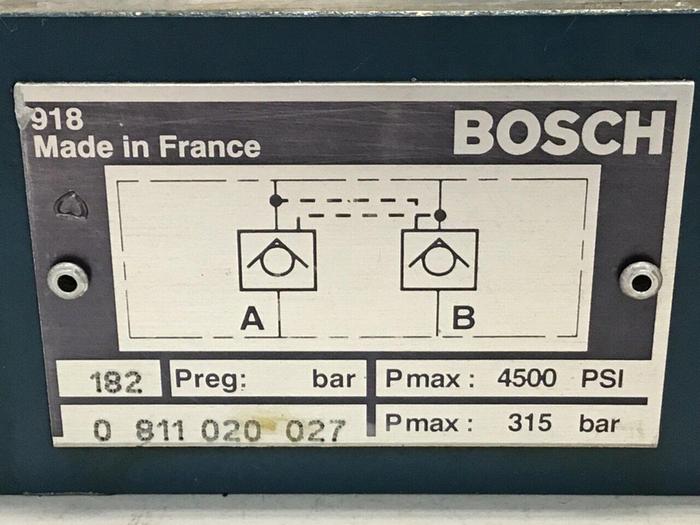 918
Made in France
BOSCH
A
B
182
Preg: bar
Pmax: 4500 PSI
0 811 020 027
Pmax: 315 bar